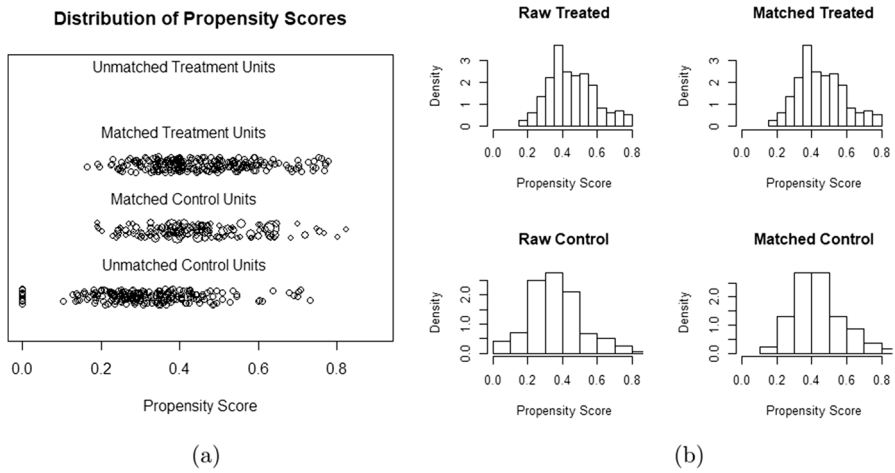 Distribution of Propensity Scores
Unmatched Treatment Units
Matched Treatment Units
Matched Control Units
Unmatched Control Units
0.0 0.2 0.4 0.6 0.8
Propensity Score
(a)
Raw Treated
Density
0 1 2 3
0.0 0.2 0.4 0.6 0.8
Propensity Score
Matched Treated
Density
0 1 2 3
0.0 0.2 0.4 0.6 0.8
Propensity Score
Raw Control
Density
0.0 1.0 2.0
0.0 0.2 0.4 0.6 0.8
Propensity Score
Matched Control
Density
0.0 1.0 2.0
0.0 0.2 0.4 0.6 0.8
Propensity Score
(b)